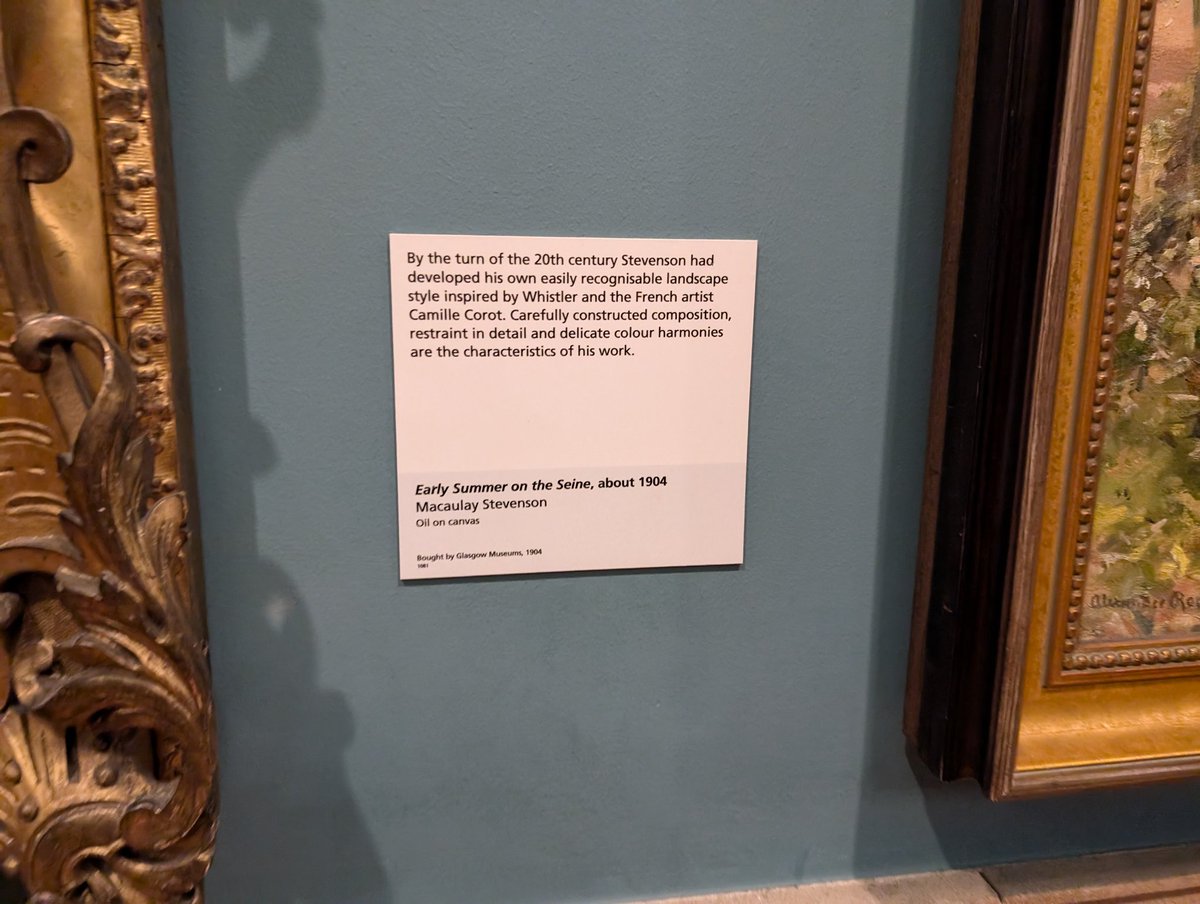 By the turn of the 20th century Stevenson had
developed his own easily recognisable landscape
style inspired by Whistler and the French artist
Camille Corot. Carefully constructed composition,
restraint in detail and delicate colour harmonies
are the characteristics of his work.
Early Summer on the Seine, about 1904
Macaulay Stevenson
Oil on canvas
Bought by Glasgow Museums, 1904
1081
Alexander